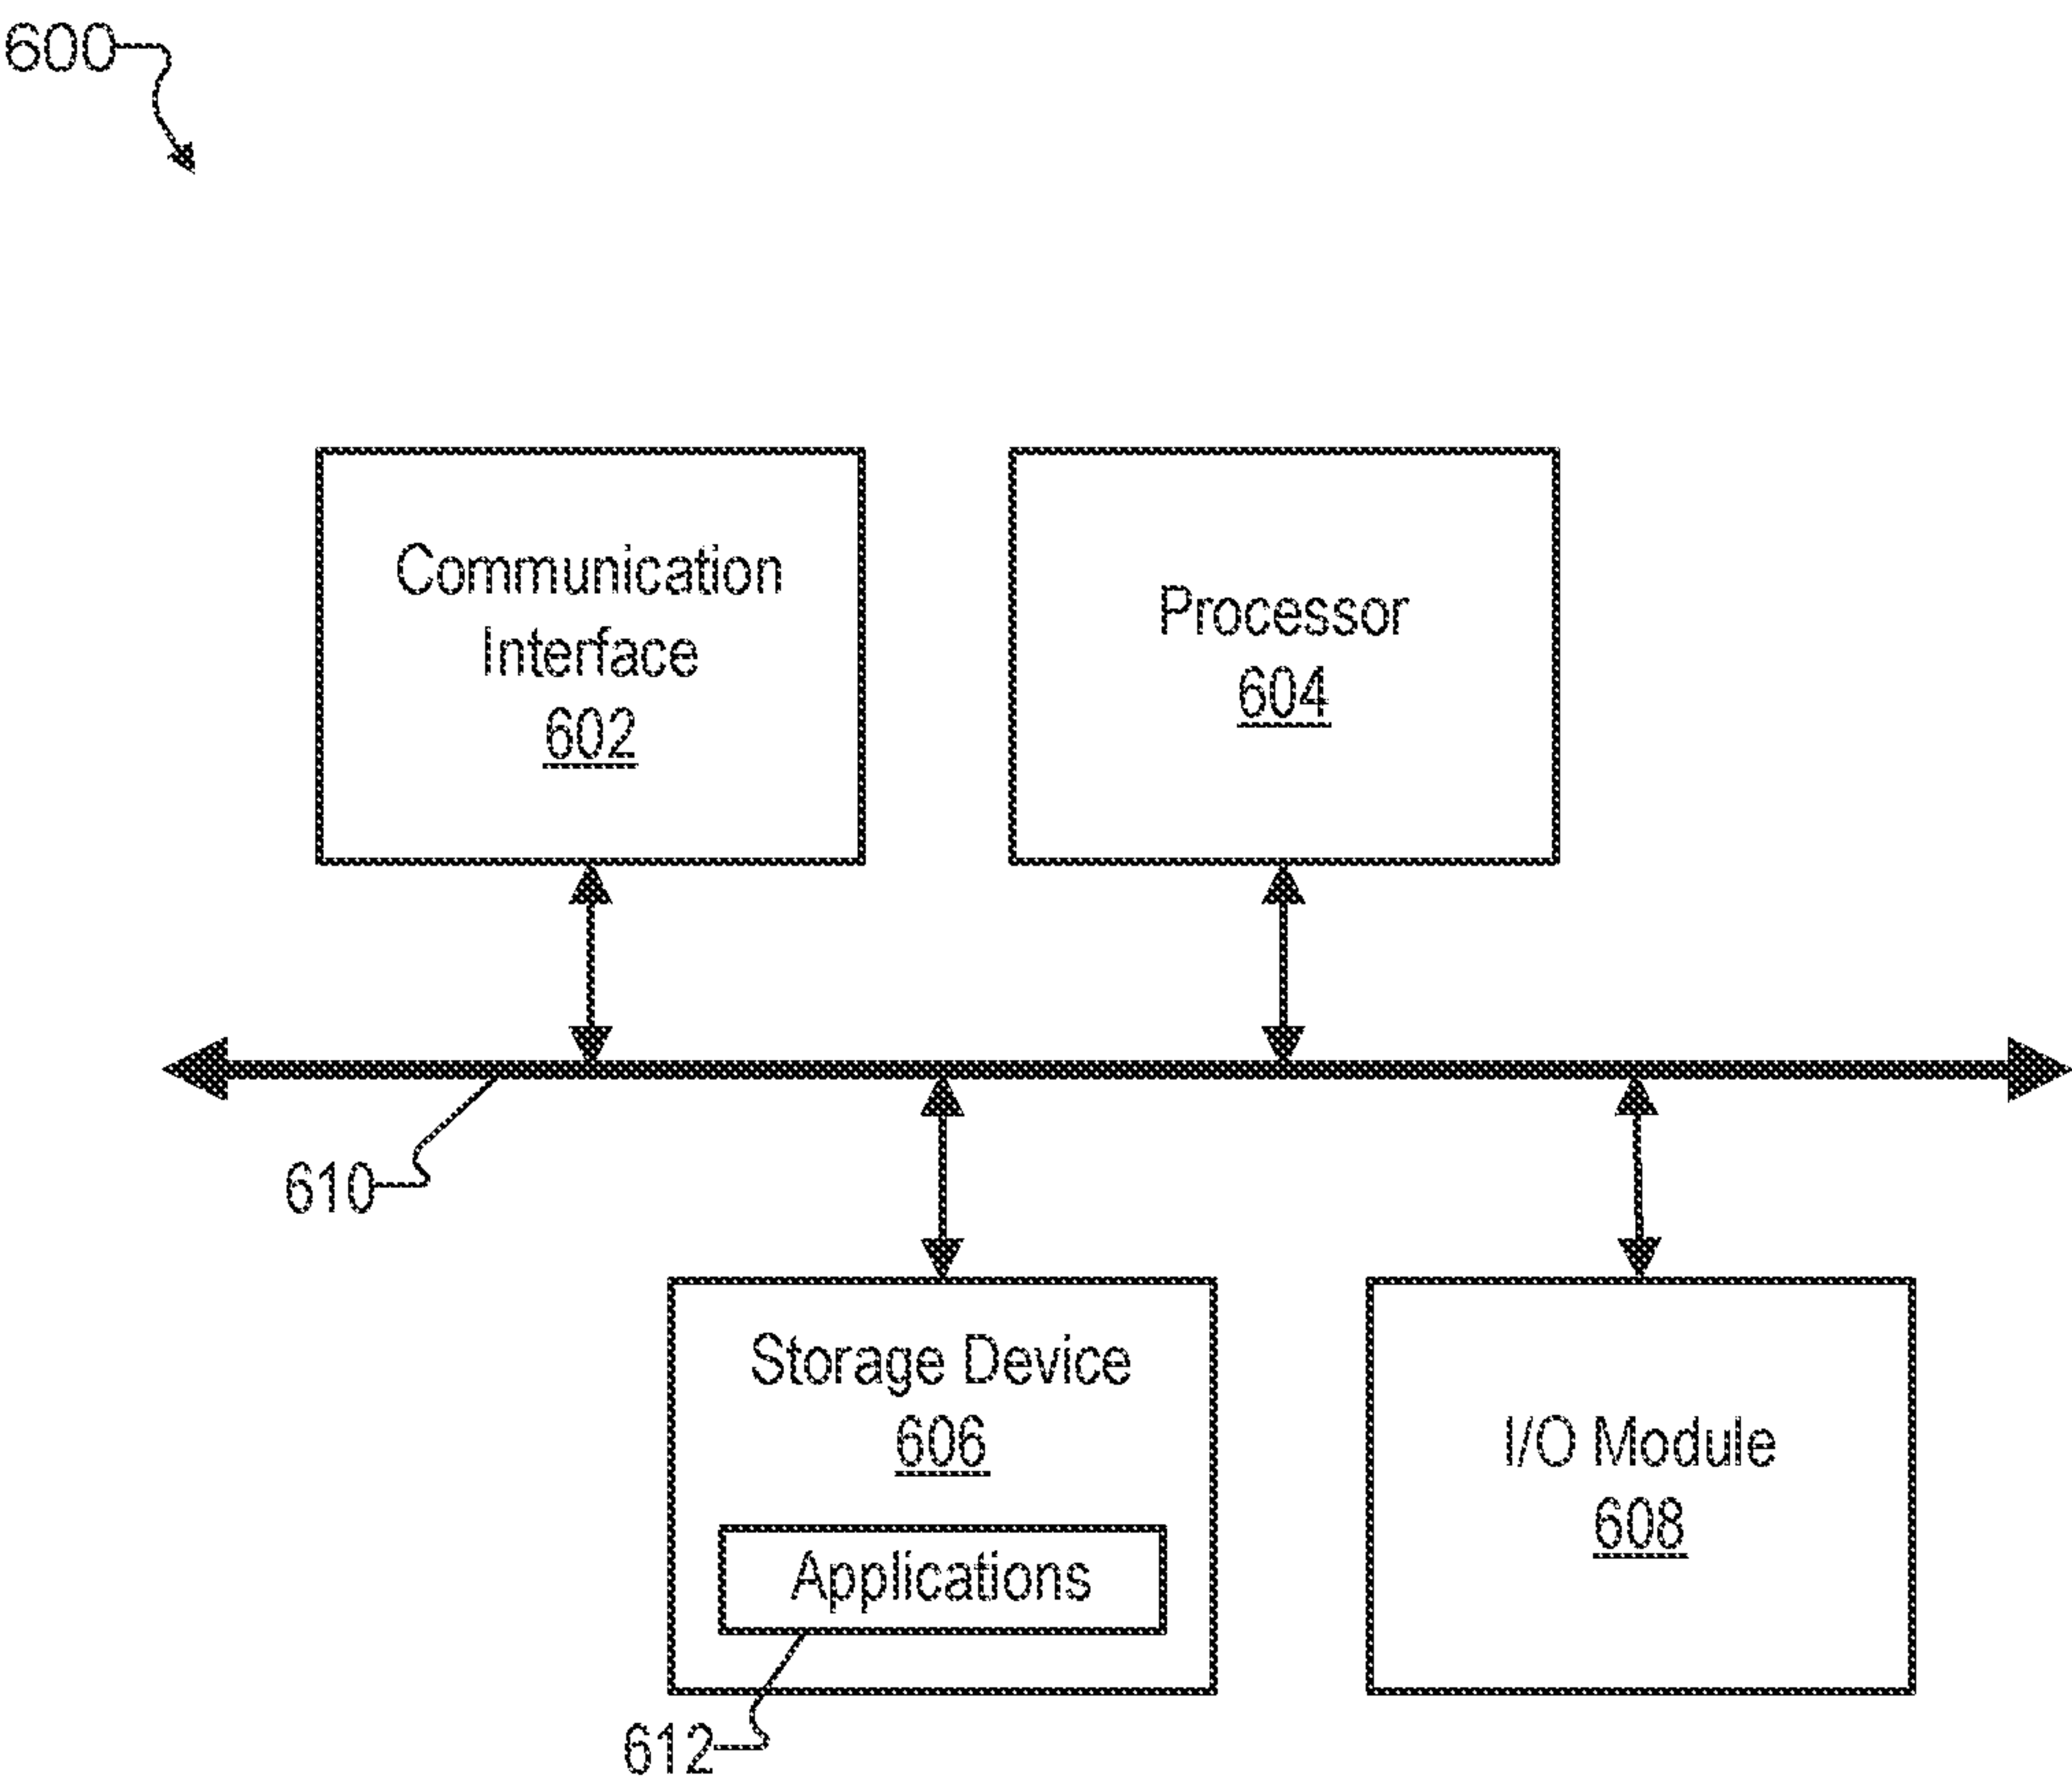 600
Communication
Interface
602
Processor
604
610
Storage Device
606
Applications
612
I/O Module
608